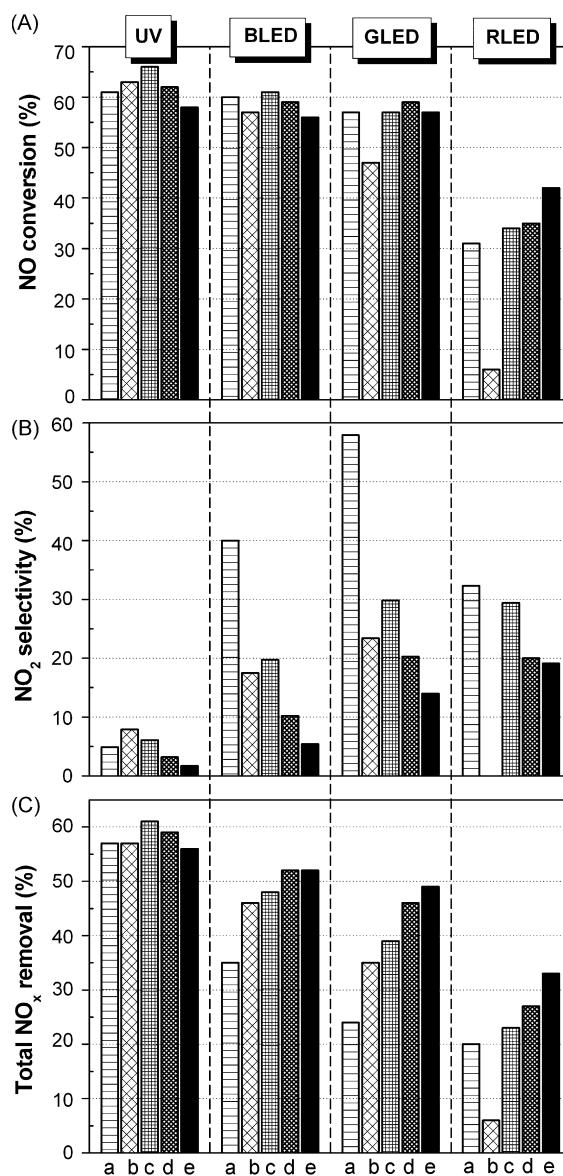 (A)
UV BLED GLED RLED
NO conversion (%)
70
60
50
40
30
20
10
0
(B)
NO₂ selectivity (%)
60
50
40
30
20
10
0
(C)
Total NOₓ removal (%)
60
50
40
30
20
10
0
a b c d e a b c d e a b c d e a b c d e